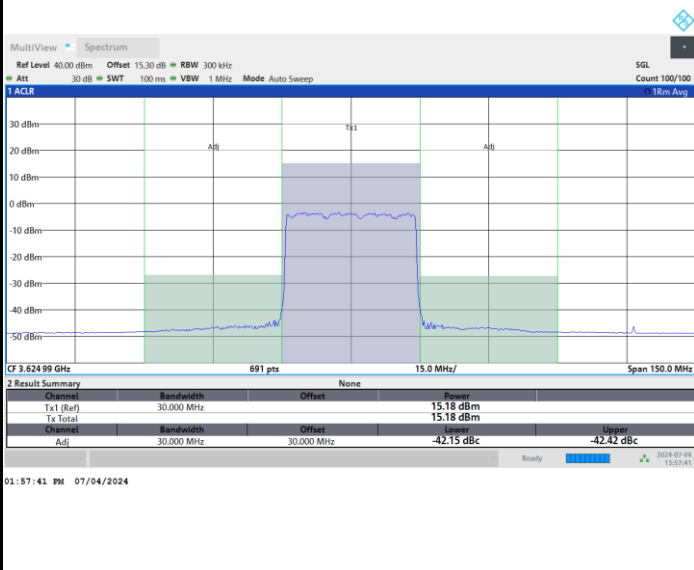 MultiView Spectrum
Ref Level 40.00 dBm Offset 15.30 dB RBW 300 kHz SGL
Att 30 dB SWT 100 ms VBW 1 MHz Mode Auto Sweep Count 100/100
1 ACLR 1Rm Avg
Tx1
30 dBm
Adj Adj
20 dBm
10 dBm
0 dBm
-10 dBm
-20 dBm
-30 dBm
-40 dBm
-50 dBm
CF 3.624 99 GHz 691 pts 15.0 MHz/ Span 150.0 MHz
2 Result Summary None
Channel Bandwidth Offset Power
Tx1 (Ref) 30.000 MHz 15.18 dBm
Tx Total 15.18 dBm
Channel Bandwidth Offset Lower Upper
Adj 30.000 MHz 30.000 MHz -42.15 dBc -42.42 dBc
Ready 2024-07-04
13:57:41
01:57:41 PM 07/04/2024